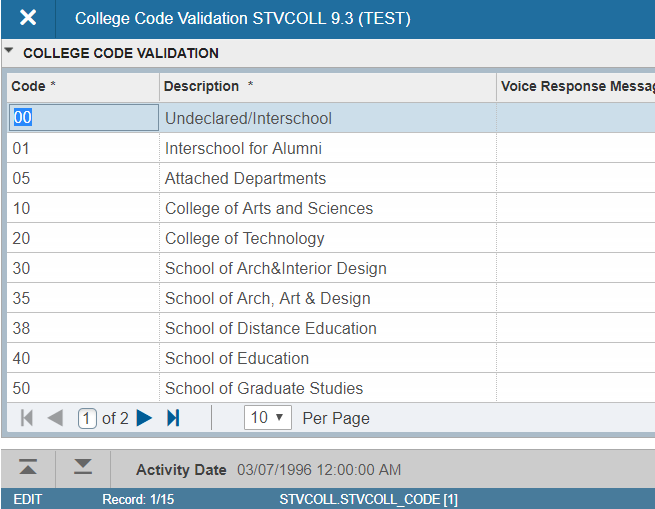 College Code Validation STVCOLL 9.3 (TEST)
COLLEGE CODE VALIDATION
Code * Description * Voice Response Messag
00 Undeclared/Interschool
01 Interschool for Alumni
05 Attached Departments
10 College of Arts and Sciences
20 College of Technology
30 School of Arch&Interior Design
35 School of Arch, Art & Design
38 School of Distance Education
40 School of Education
50 School of Graduate Studies
1 of 2 10 Per Page
Activity Date 03/07/1996 12:00:00 AM
EDIT Record: 1/15 STVCOLL.STVCOLL_CODE [1]